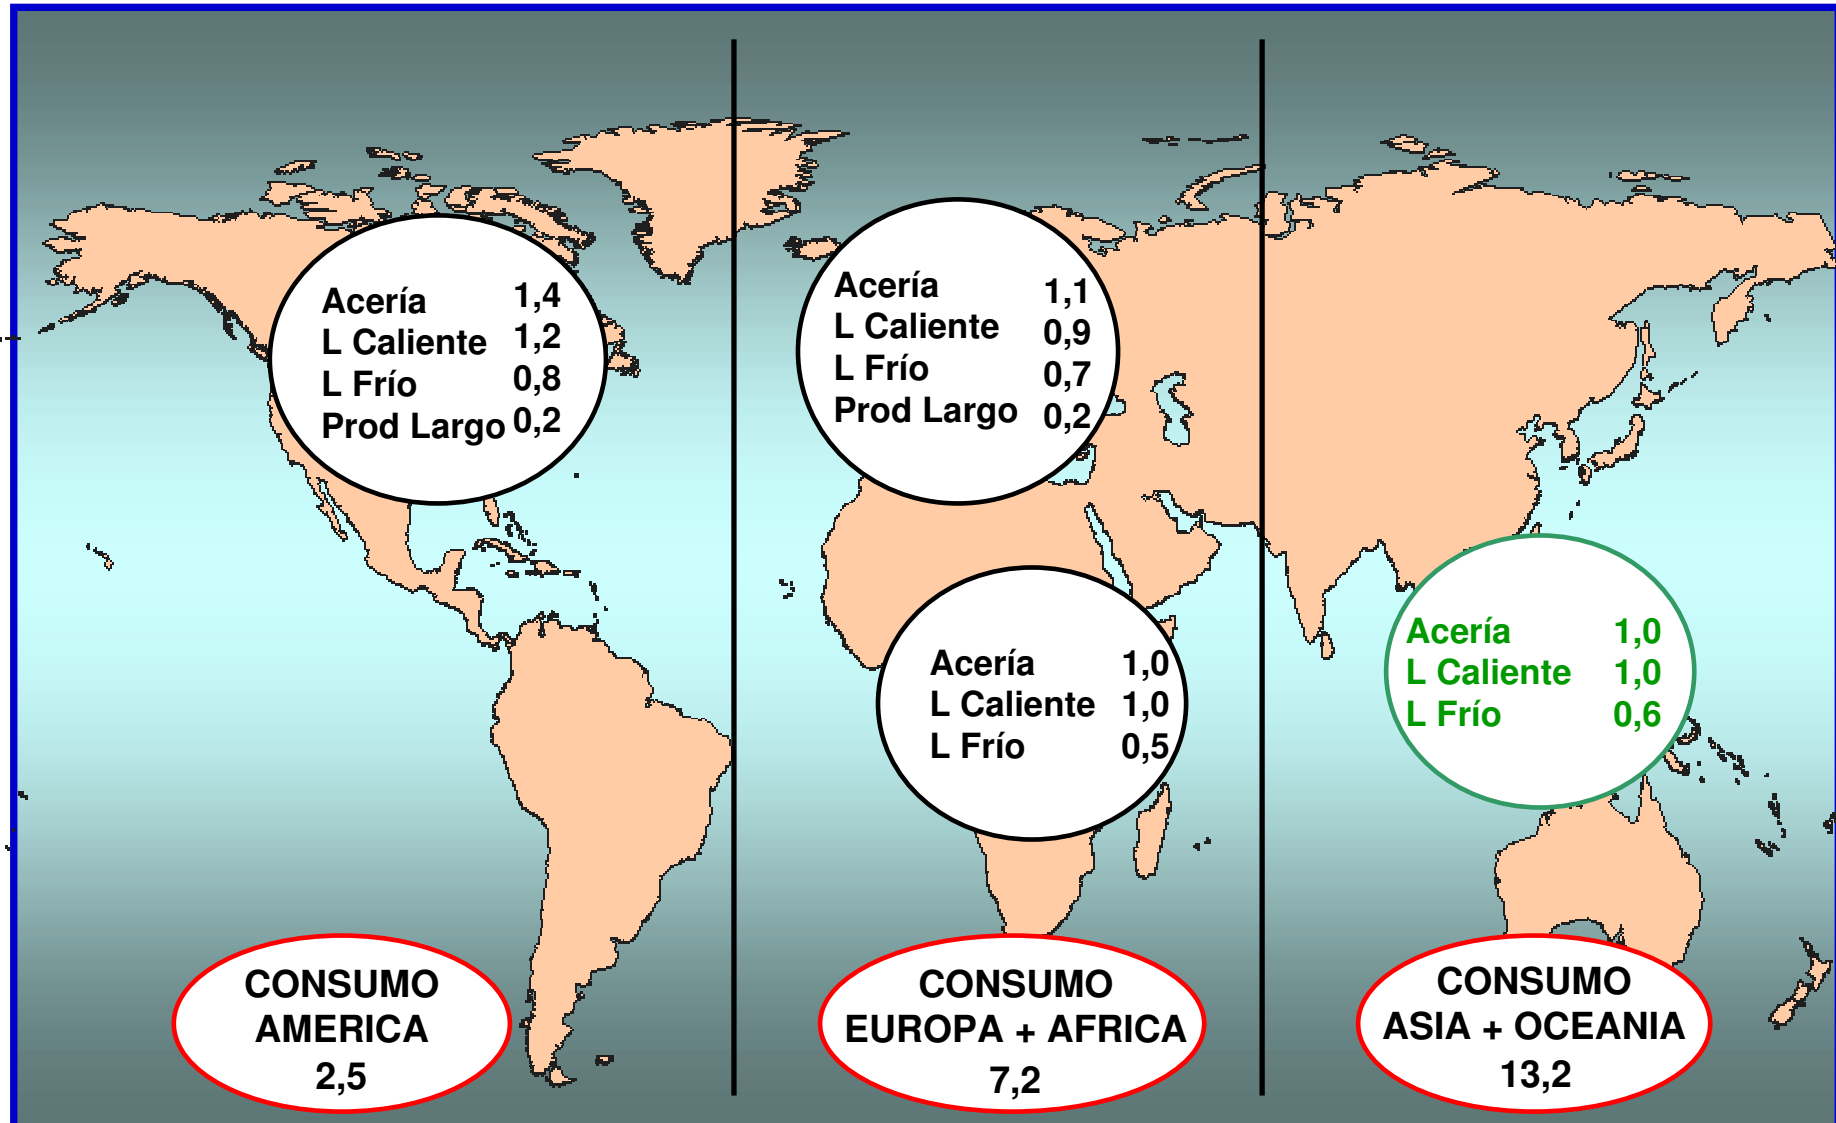 Acería 1,4
L Caliente 1,2
L Frío 0,8
Prod Largo 0,2
Acería 1,1
L Caliente 0,9
L Frío 0,7
Prod Largo 0,2
Acería 1,0
L Caliente 1,0
L Frío 0,5
Acería 1,0
L Caliente 1,0
L Frío 0,6
CONSUMO
AMERICA
2,5
CONSUMO
EUROPA + AFRICA
7,2
CONSUMO
ASIA + OCEANIA
13,2